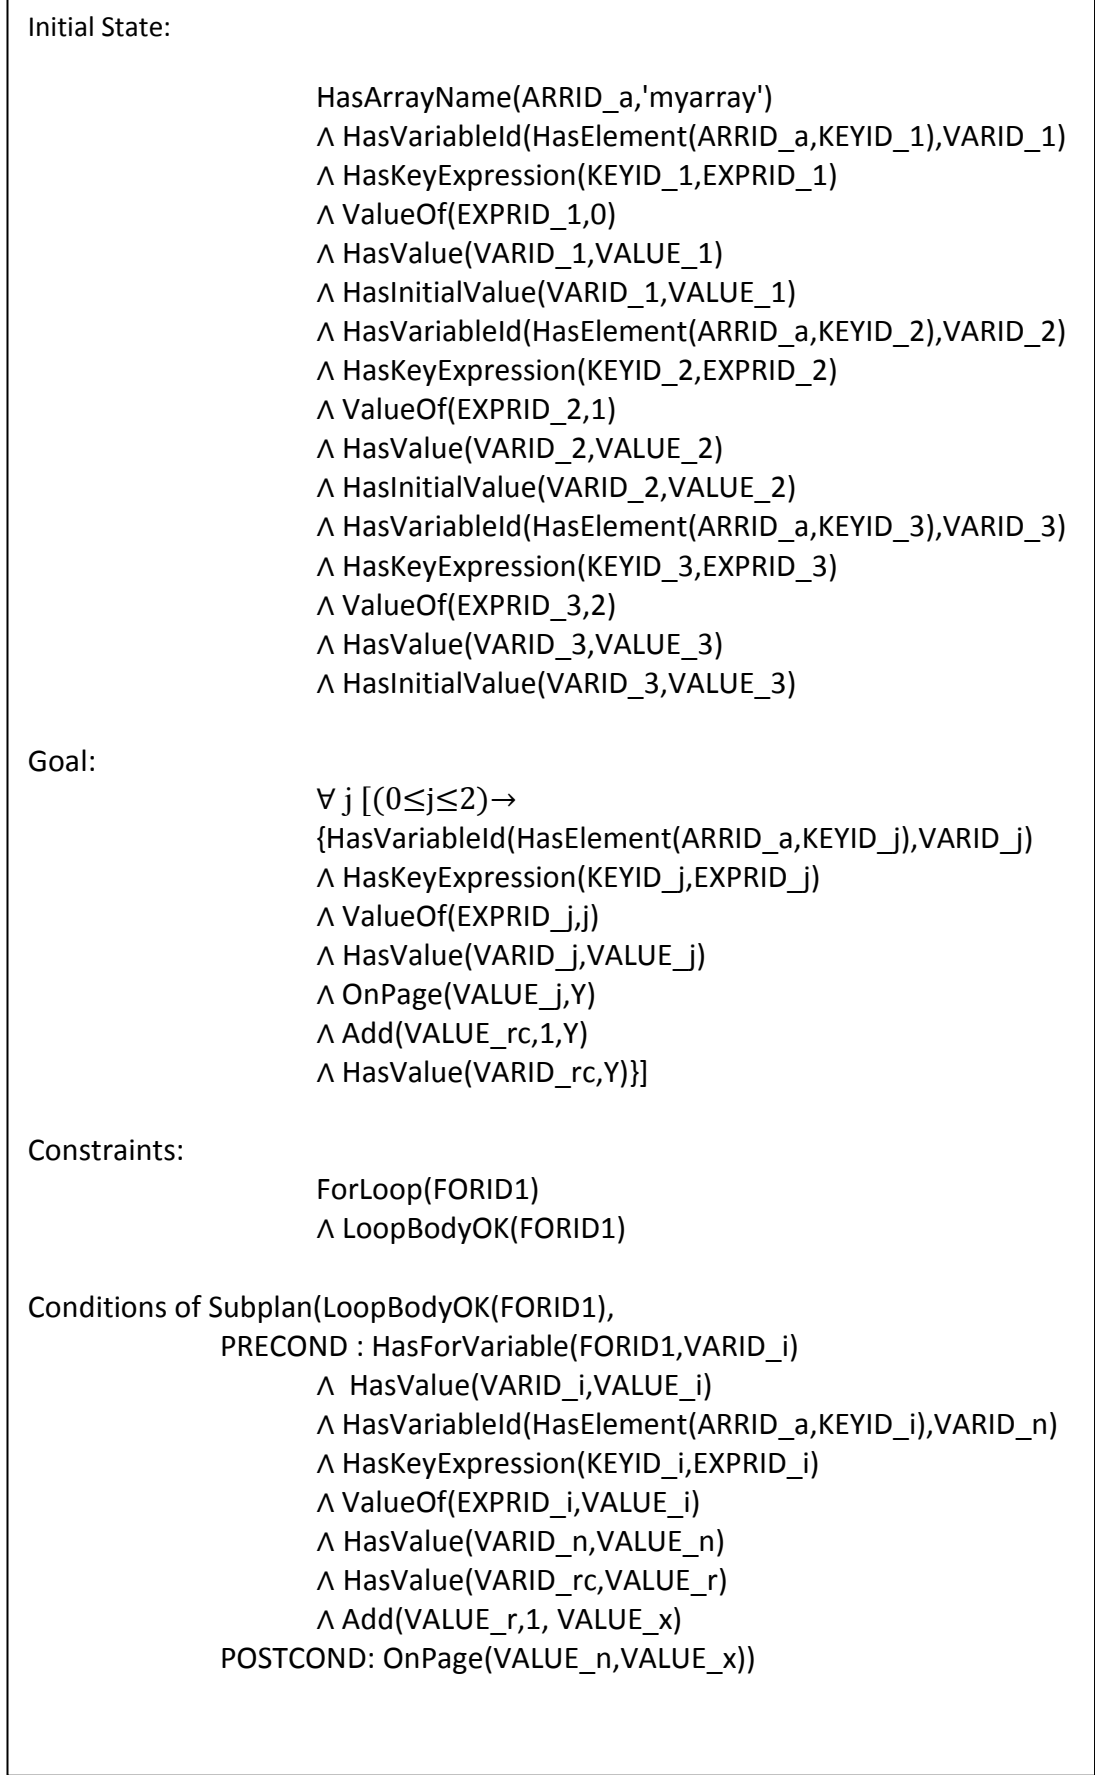 Initial State:
HasArrayName(ARRID_a,'myarray')
∧ HasVariableId(HasElement(ARRID_a,KEYID_1),VARID_1)
∧ HasKeyExpression(KEYID_1,EXPRID_1)
∧ ValueOf(EXPRID_1,0)
∧ HasValue(VARID_1,VALUE_1)
∧ HasInitialValue(VARID_1,VALUE_1)
∧ HasVariableId(HasElement(ARRID_a,KEYID_2),VARID_2)
∧ HasKeyExpression(KEYID_2,EXPRID_2)
∧ ValueOf(EXPRID_2,1)
∧ HasValue(VARID_2,VALUE_2)
∧ HasInitialValue(VARID_2,VALUE_2)
∧ HasVariableId(HasElement(ARRID_a,KEYID_3),VARID_3)
∧ HasKeyExpression(KEYID_3,EXPRID_3)
∧ ValueOf(EXPRID_3,2)
∧ HasValue(VARID_3,VALUE_3)
∧ HasInitialValue(VARID_3,VALUE_3)
Goal:
∀ j [(0≤j≤2)→
{HasVariableId(HasElement(ARRID_a,KEYID_j),VARID_j)
∧ HasKeyExpression(KEYID_j,EXPRID_j)
∧ ValueOf(EXPRID_j,j)
∧ HasValue(VARID_j,VALUE_j)
∧ OnPage(VALUE_j,Y)
∧ Add(VALUE_rc,1,Y)
∧ HasValue(VARID_rc,Y)}]
Constraints:
ForLoop(FORID1)
∧ LoopBodyOK(FORID1)
Conditions of Subplan(LoopBodyOK(FORID1),
PRECOND : HasForVariable(FORID1,VARID_i)
∧ HasValue(VARID_i,VALUE_i)
∧ HasVariableId(HasElement(ARRID_a,KEYID_i),VARID_n)
∧ HasKeyExpression(KEYID_i,EXPRID_i)
∧ ValueOf(EXPRID_i,VALUE_i)
∧ HasValue(VARID_n,VALUE_n)
∧ HasValue(VARID_rc,VALUE_r)
∧ Add(VALUE_r,1, VALUE_x)
POSTCOND: OnPage(VALUE_n,VALUE_x))